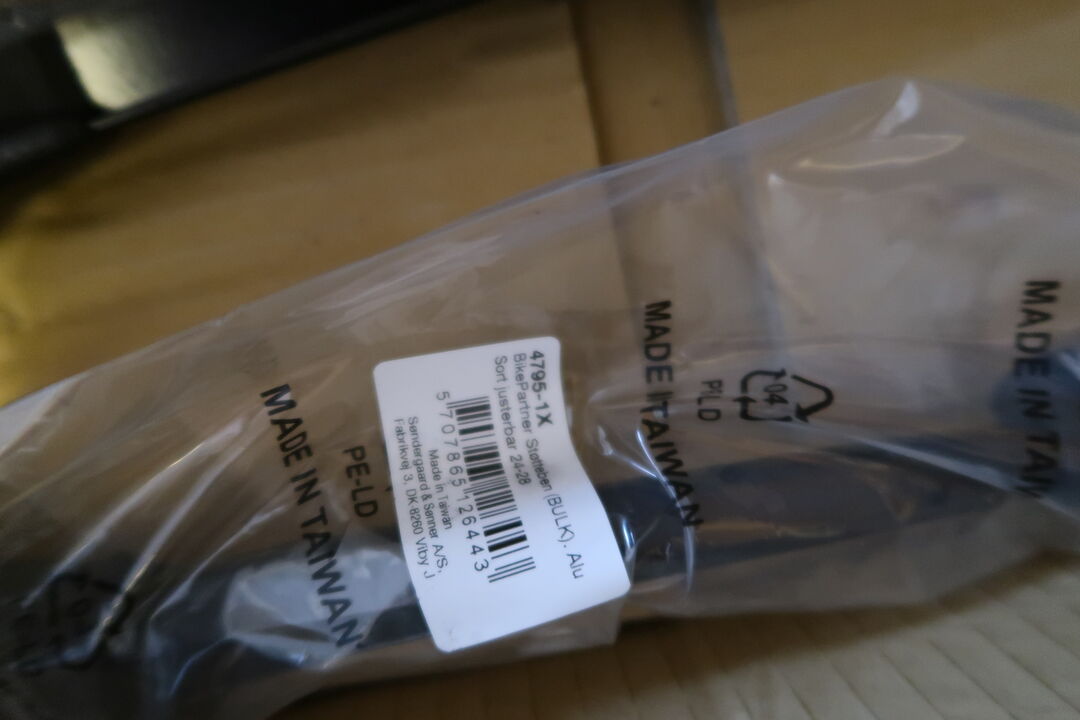 4795-1X
BikePartner Støtteben (BULK). Alu
Sort justerbar 24-28
5 707865 126443
Made in Taiwan
Søndergaard & Sønner A/S,
Fabrikvej 3, DK 8260 Viby J
MADE IN TAIWAN
PE-LD
MADE IN TAIWAN
PE-LD
04
MADE IN